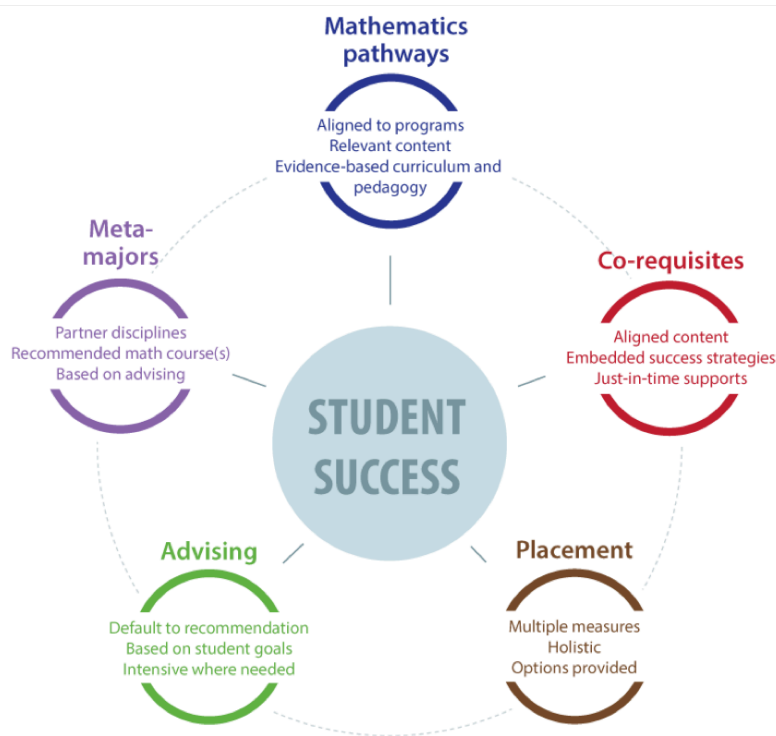 Mathematics
pathways
Aligned to programs
Relevant content
Evidence-based curriculum and
pedagogy
Meta-
majors
Partner disciplines
Recommended math course(s)
Based on advising
Co-requisites
Aligned content
Embedded success strategies
Just-in-time supports
STUDENT
SUCCESS
Advising
Default to recommendation
Based on student goals
Intensive where needed
Placement
Multiple measures
Holistic
Options provided